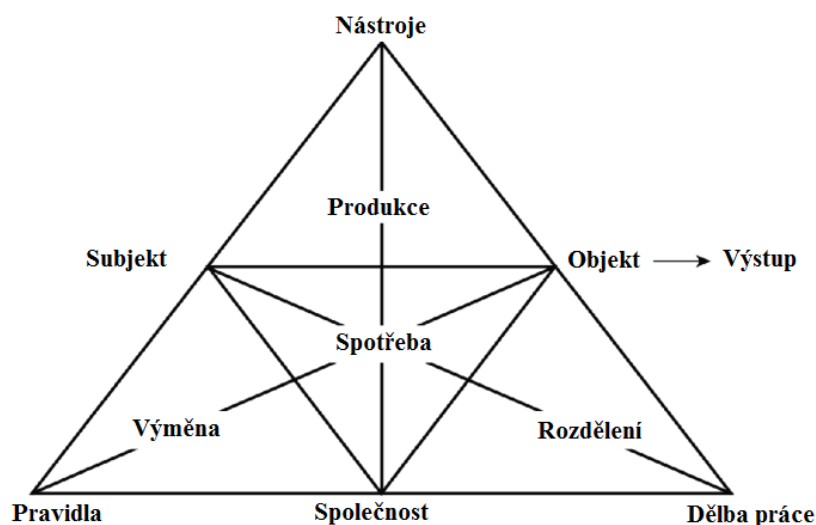 Nástroje
Produkce
Subjekt
Objekt
Výstup
Spotřeba
Výměna
Rozdělení
Pravidla
Společnost
Dělba práce